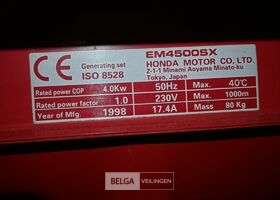 CE
Generating set
ISO 8528
EM4500SX
HONDA MOTOR CO., LTD.
2-1-1 Minami Aoyama Minato-ku
Tokyo, Japan
Rated power COP 4.0Kw 50Hz Max. 40℃
Rated power factor 1.0 230V Max. 1000m
Year of Mfg. 1998 17.4A Mass 80 Kg
BELGA VEILINGEN